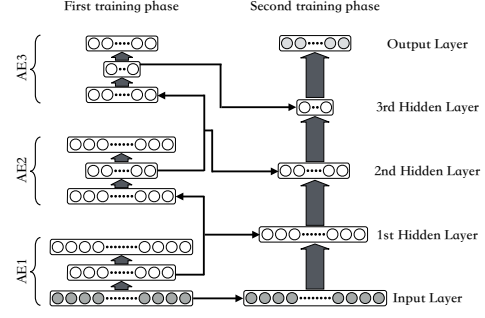 First training phase
Second training phase
AE3
Output Layer
3rd Hidden Layer
AE2
2nd Hidden Layer
1st Hidden Layer
AE1
Input Layer